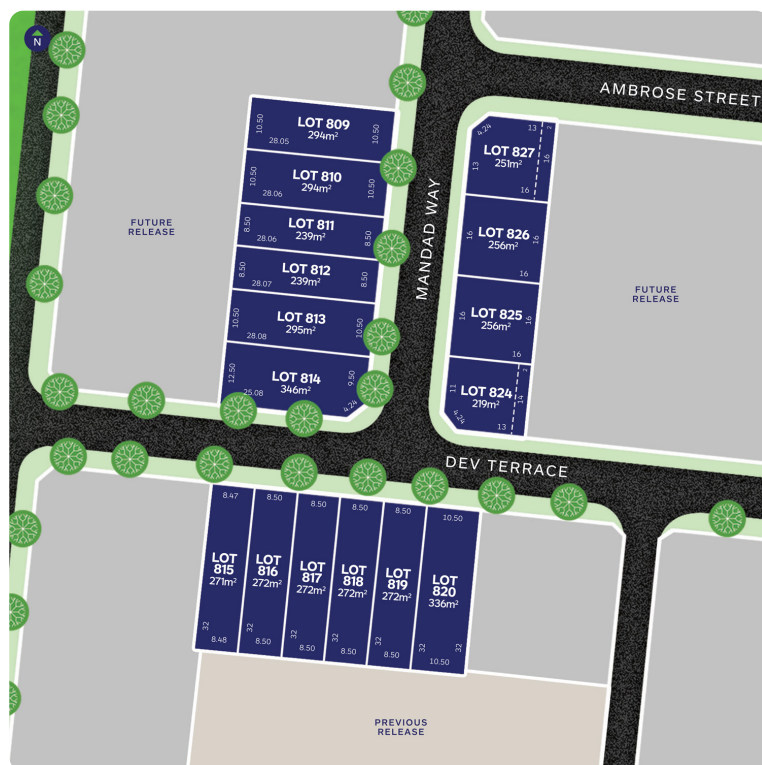 N
AMBROSE STREET
MANDAD WAY
DEV TERRACE
FUTURE
RELEASE
LOT 809
294m²
10.50
10.50
28.05
LOT 810
294m²
10.50
10.50
28.06
LOT 811
239m²
8.50
8.50
28.06
LOT 812
239m²
8.50
8.50
28.07
LOT 813
295m²
10.50
10.50
28.08
LOT 814
346m²
12.50
9.50
25.08
4.24
4.24
13
2
LOT 827
251m²
13
16
16
LOT 826
256m²
16
16
16
LOT 825
256m²
16
16
16
LOT 824
219m²
11
2
14
4.24
13
FUTURE
RELEASE
8.47
LOT
815
271m²
32
8.48
8.50
LOT
816
272m²
32
8.50
8.50
LOT
817
272m²
32
8.50
8.50
LOT
818
272m²
32
8.50
8.50
LOT
819
272m²
32
8.50
10.50
LOT
820
336m²
32
32
10.50
PREVIOUS
RELEASE